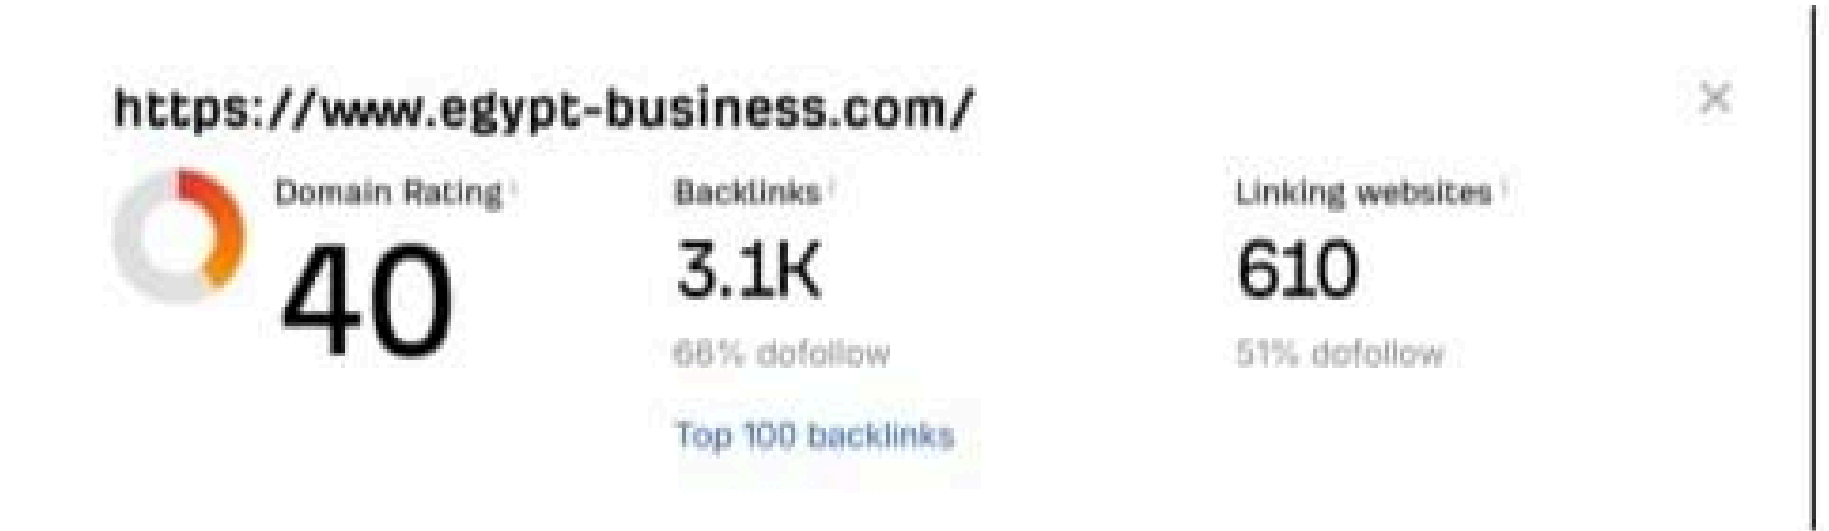 https://www.egypt-business.com/
Domain Rating
40
Backlinks
3.1K
66% dofollow
Top 100 backlinks
Linking websites
610
51% dofollow